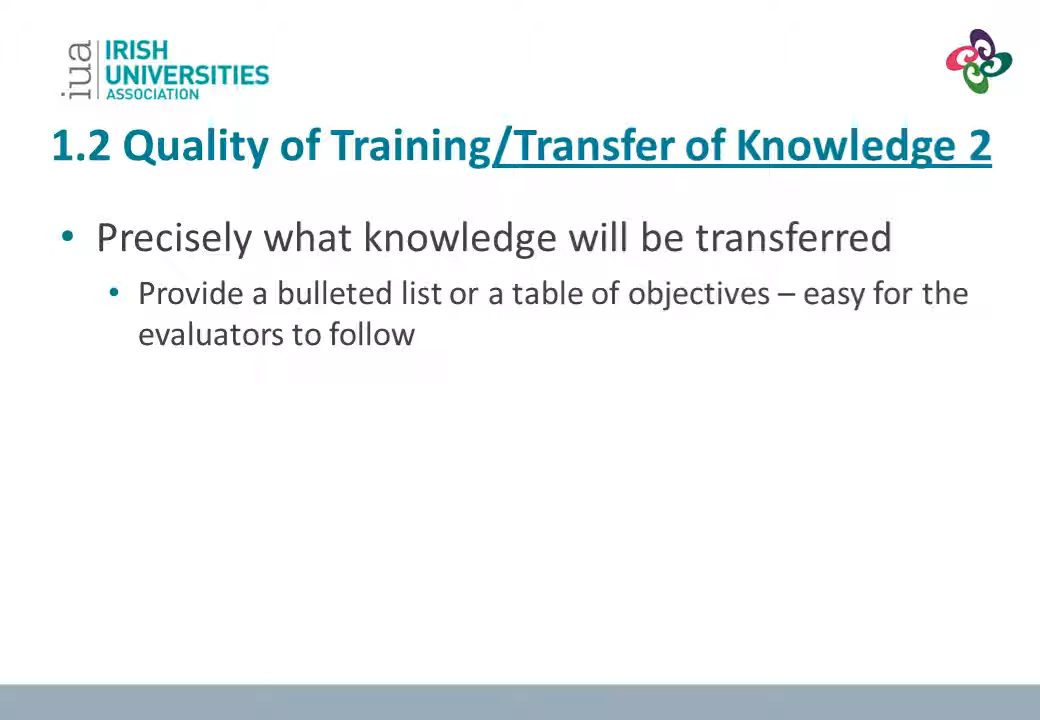 iua
IRISH
UNIVERSITIES
ASSOCIATION
1.2 Quality of Training/Transfer of Knowledge 2
• Precisely what knowledge will be transferred
• Provide a bulleted list or a table of objectives – easy for the
evaluators to follow